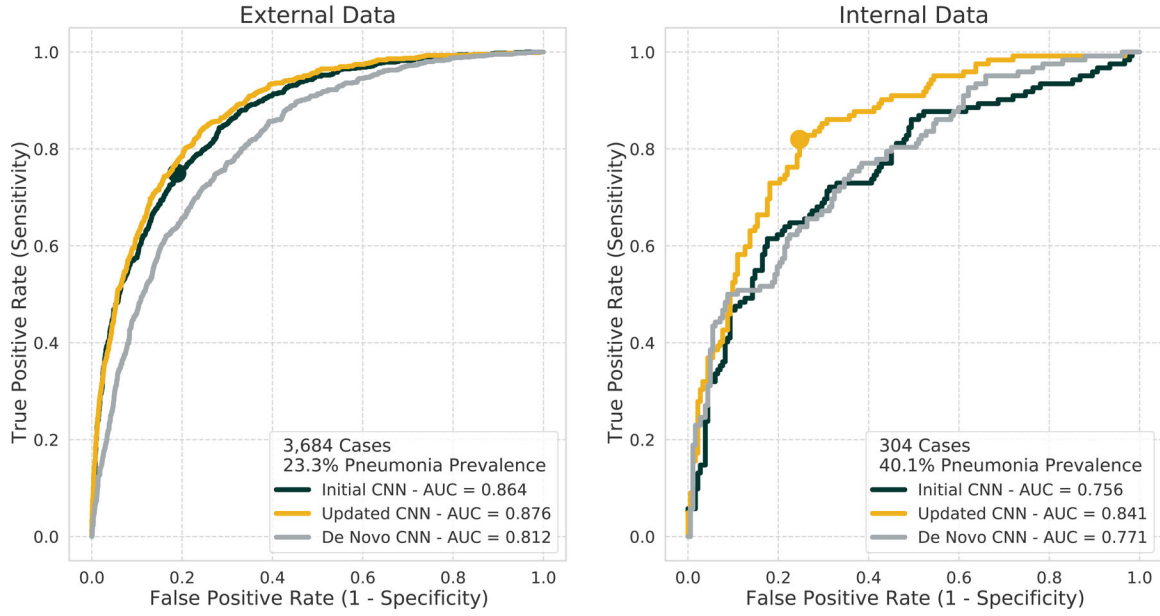 External Data
True Positive Rate (Sensitivity)
1.0
0.8
0.6
0.4
0.2
0.0
3,684 Cases
23.3% Pneumonia Prevalence
Initial CNN - AUC = 0.864
Updated CNN - AUC = 0.876
De Novo CNN - AUC = 0.812
0.0 0.2 0.4 0.6 0.8 1.0
False Positive Rate (1 - Specificity)
Internal Data
True Positive Rate (Sensitivity)
1.0
0.8
0.6
0.4
0.2
0.0
304 Cases
40.1% Pneumonia Prevalence
Initial CNN - AUC = 0.756
Updated CNN - AUC = 0.841
De Novo CNN - AUC = 0.771
0.0 0.2 0.4 0.6 0.8 1.0
False Positive Rate (1 - Specificity)